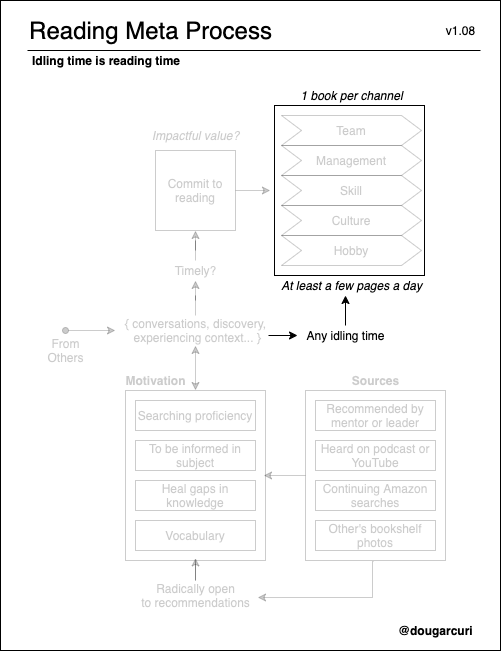 Reading Meta Process
v1.08
Idling time is reading time
1 book per channel
Impactful value?
Team
Management
Skill
Culture
Hobby
Commit to
reading
At least a few pages a day
Timely?
{ conversations, discovery,
experiencing context... }
Any idling time
From
Others
Motivation
Sources
Searching proficiency
To be informed in
subject
Heal gaps in
knowledge
Vocabulary
Recommended by
mentor or leader
Heard on podcast or
YouTube
Continuing Amazon
searches
Other's bookshelf
photos
Radically open
to recommendations
@dougarcuri